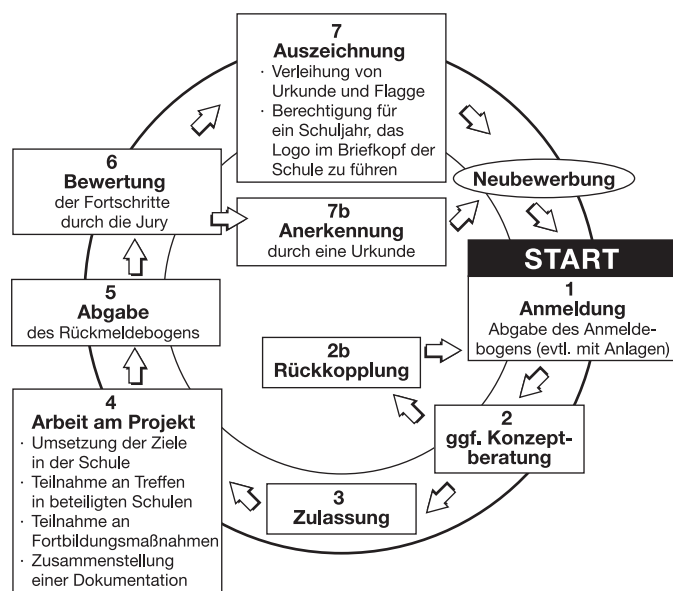 7
Auszeichnung
· Verleihung von
Urkunde und Flagge
· Berechtigung für
ein Schuljahr, das
Logo im Briefkopf der
Schule zu führen
Neubewerbung
START
1
Anmeldung
Abgabe des Anmelde-
bogens (evtl. mit Anlagen)
2
ggf. Konzept-
beratung
2b
Rückkopplung
3
Zulassung
4
Arbeit am Projekt
· Umsetzung der Ziele
in der Schule
· Teilnahme an Treffen
in beteiligten Schulen
· Teilnahme an
Fortbildungsmaßnahmen
· Zusammenstellung
einer Dokumentation
5
Abgabe
des Rückmeldebogens
6
Bewertung
der Fortschritte
durch die Jury
7b
Anerkennung
durch eine Urkunde